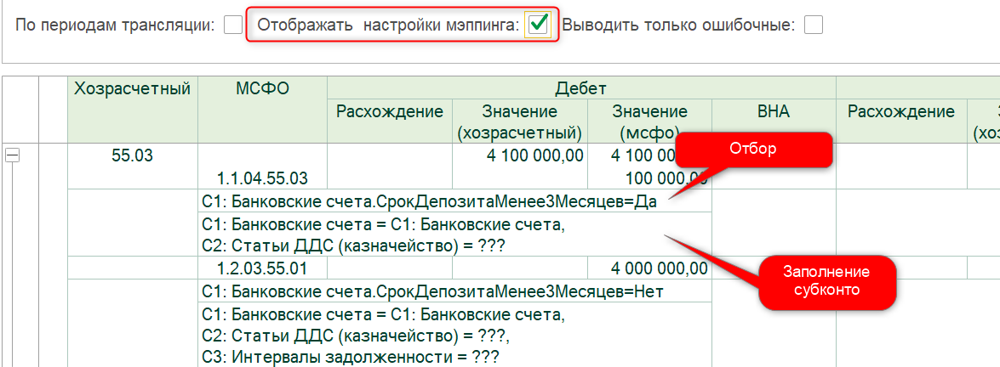 По периодам трансляции: Отображать настройки мэппинга: Выводить только ошибочные:
Хозрасчетный МСФО Дебет
Расхождение Значение (хозрасчетный) Значение (мсфо) ВНА Расхождение
55.03 4 100 000,00 4 100
Отбор
1.1.04.55.03 100 000,00
С1: Банковские счета.СрокДепозитаМенее3Месяцев=Да
С1: Банковские счета = С1: Банковские счета,
С2: Статьи ДДС (казначейство) = ???
1.2.03.55.01 4 000 000,00
Заполнение
субконто
С1: Банковские счета.СрокДепозитаМенее3Месяцев=Нет
С1: Банковские счета = С1: Банковские счета,
С2: Статьи ДДС (казначейство) = ???,
С3: Интервалы задолженности = ???